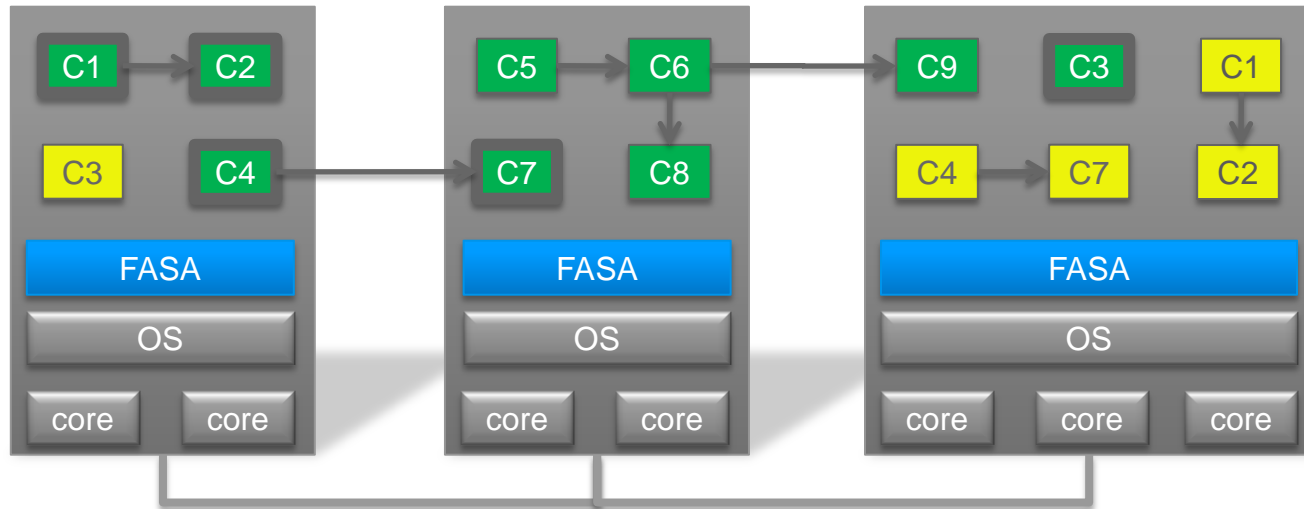 C1 C2
C3 C4
FASA
OS
core core
C5 C6
C7 C8
FASA
OS
core core
C9 C3 C1
C4 C7 C2
FASA
OS
core core core